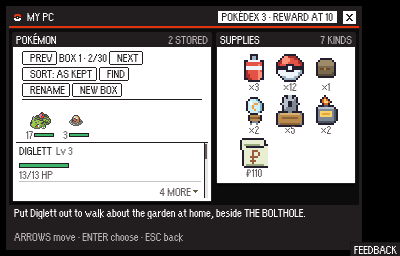 MY PC
POKÉDEX 3 · REWARD AT 10
X
POKÉMON
2 STORED
PREV
BOX 1 · 2/30
NEXT
SORT: AS KEPT
FIND
RENAME
NEW BOX
17
3
DIGLETT Lv 3
13/13 HP
4 MORE
SUPPLIES
7 KINDS
×3
×12
×1
×2
×5
×2
₽110
Put Diglett out to walk about the garden at home, beside THE BOLTHOLE.
ARROWS move · ENTER choose · ESC back
FEEDBACK